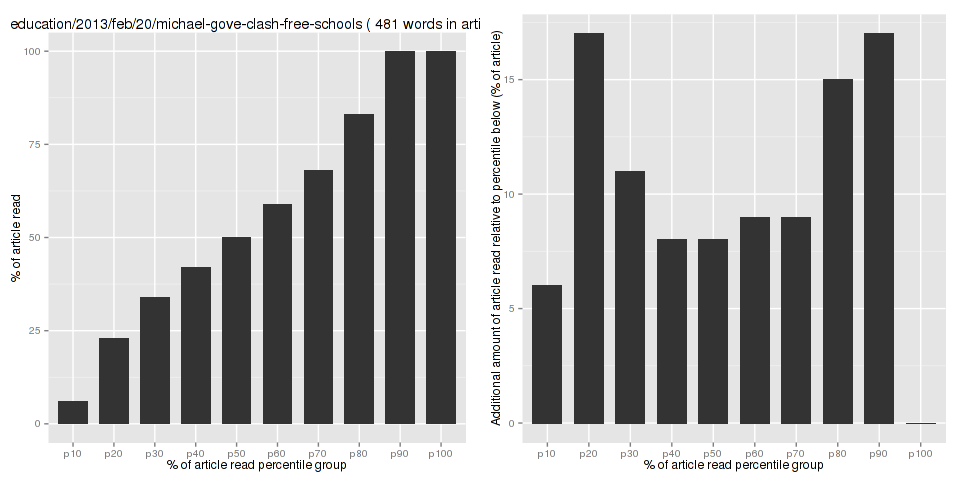 education/2013/feb/20/michael-gove-clash-free-schools ( 481 words in arti
100
75
50
25
0
% of article read
p10 p20 p30 p40 p50 p60 p70 p80 p90 p100
% of article read percentile group
Additional amount of article read relative to percentile below (% of article)
15
10
5
0
p10 p20 p30 p40 p50 p60 p70 p80 p90 p100
% of article read percentile group